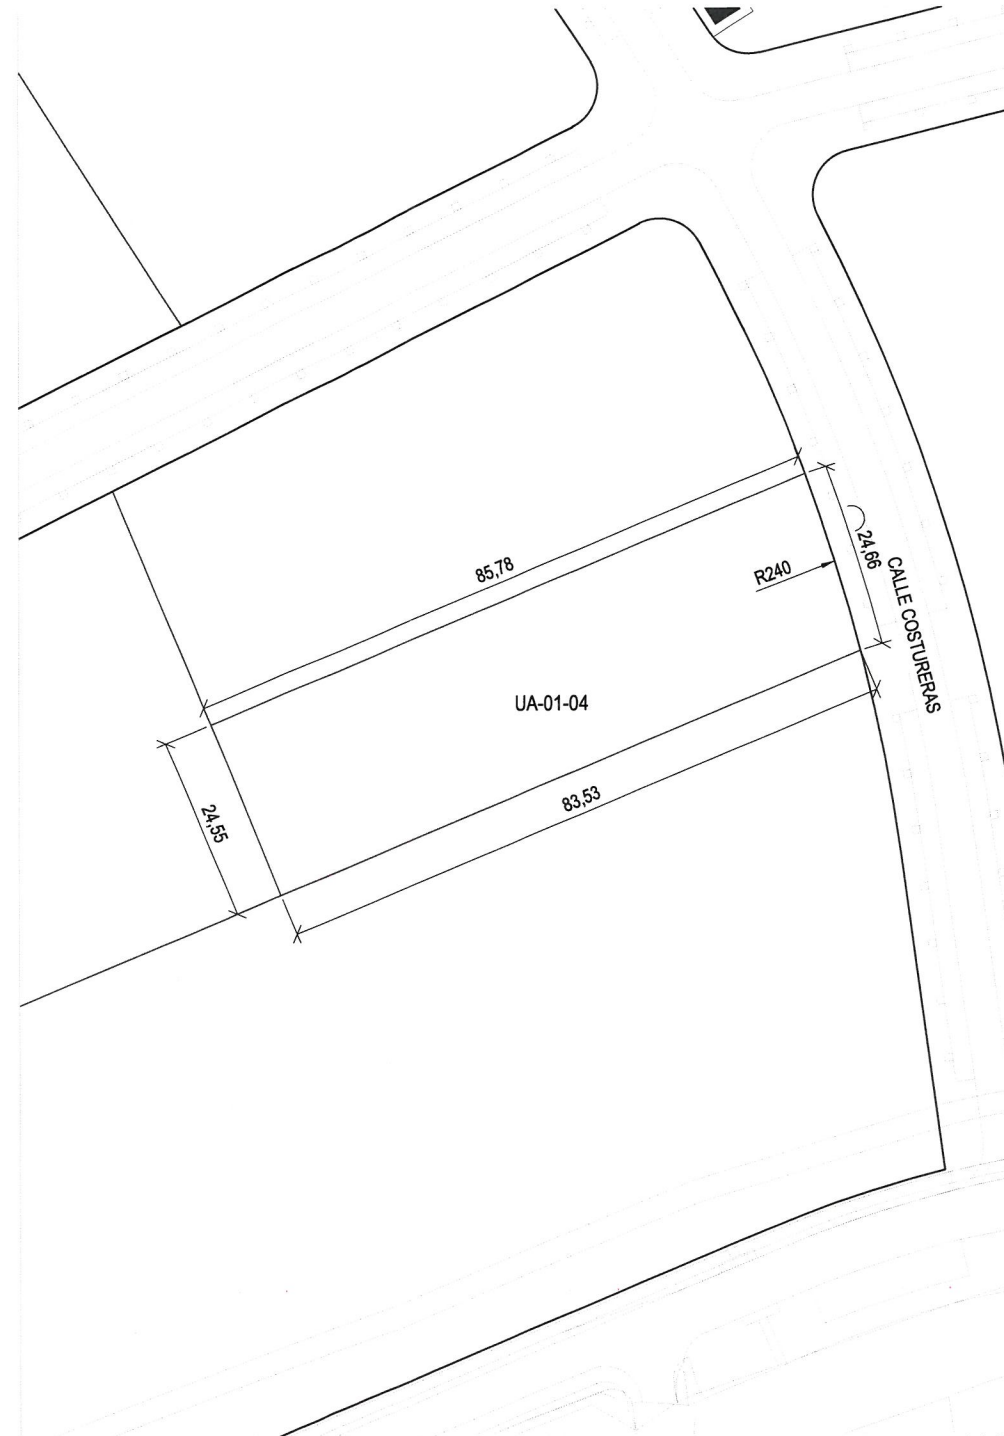 85,78
24,66
R240
CALLE COSTURERAS
UA-01-04
83,53
24,55